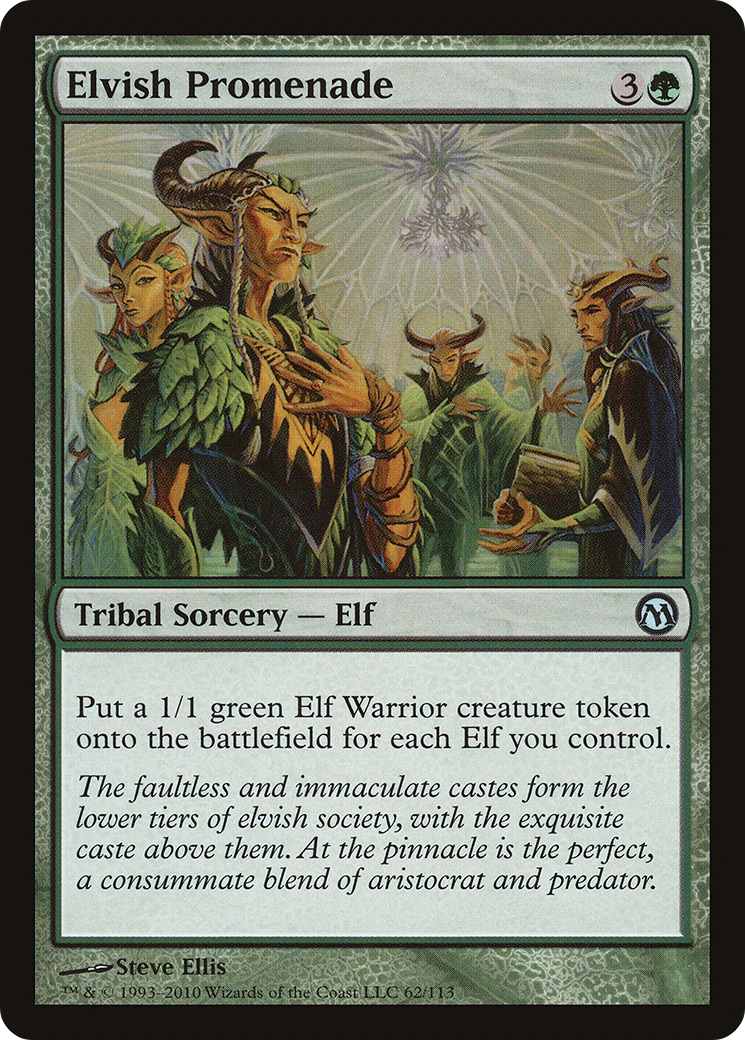 Elvish Promenade 3
Tribal Sorcery — Elf
Put a 1/1 green Elf Warrior creature token
onto the battlefield for each Elf you control.
The faultless and immaculate castes form the
lower tiers of elvish society, with the exquisite
caste above them. At the pinnacle is the perfect,
a consummate blend of aristocrat and predator.
Steve Ellis
™ & © 1993–2010 Wizards of the Coast LLC 62/113